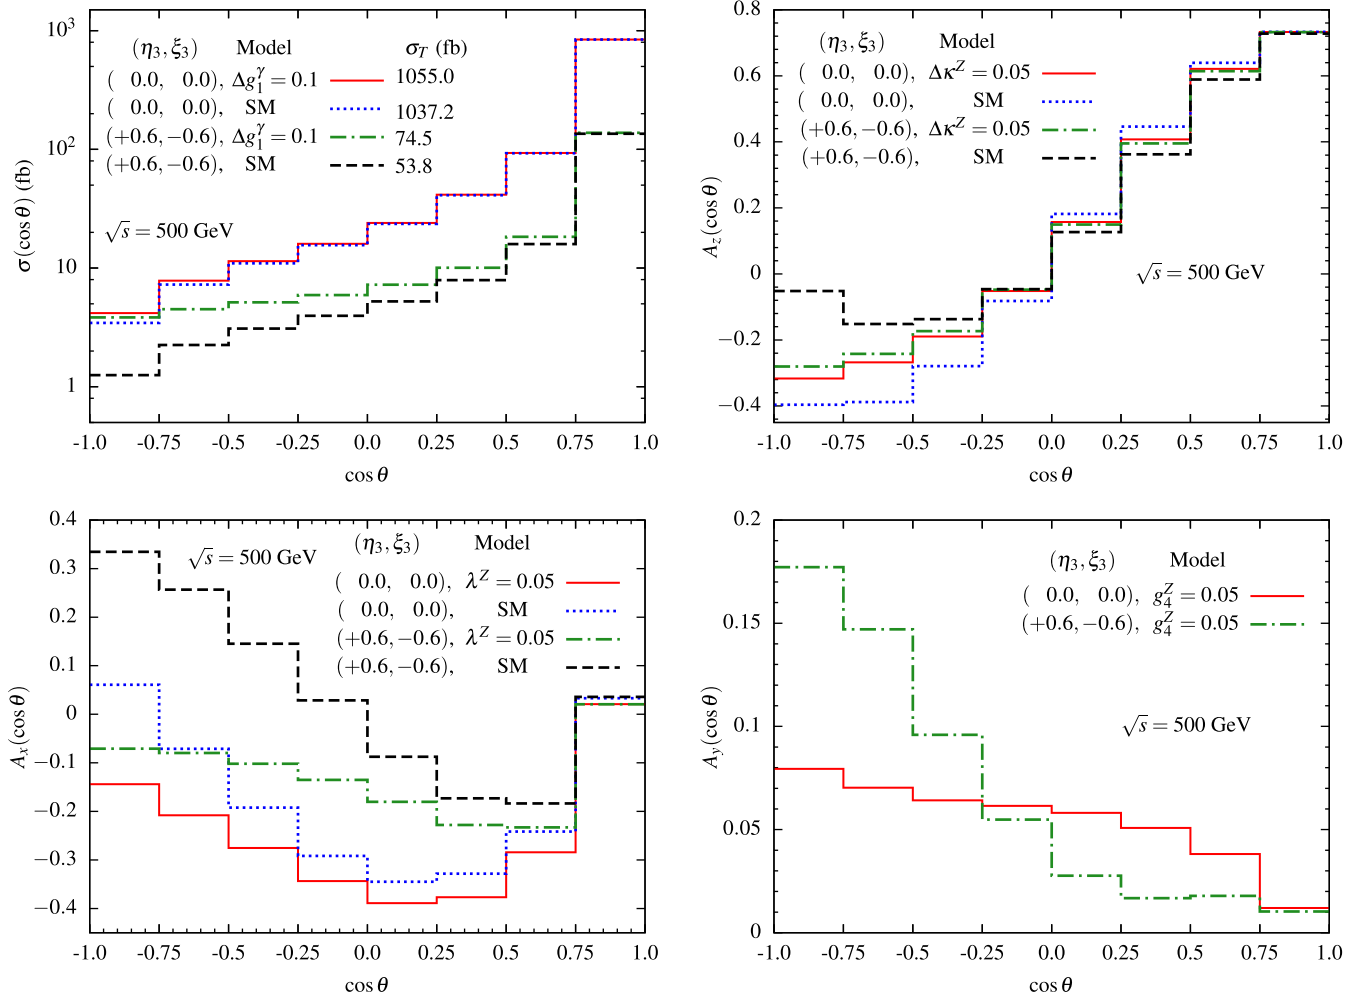 10³
(η₃, ξ₃) Model σ_T (fb)
( 0.0, 0.0), Δg₁^γ = 0.1 1055.0
( 0.0, 0.0), SM 1037.2
(+0.6, −0.6), Δg₁^γ = 0.1 74.5
(+0.6, −0.6), SM 53.8
10²
√s = 500 GeV
10
1
σ(cos θ) (fb)
-1.0 -0.75 -0.5 -0.25 0.0 0.25 0.5 0.75 1.0
cos θ
0.8
(η₃, ξ₃) Model
( 0.0, 0.0), Δκ^Z = 0.05
( 0.0, 0.0), SM
(+0.6, −0.6), Δκ^Z = 0.05
(+0.6, −0.6), SM
0.6
0.4
0.2
0
−0.2
−0.4
√s = 500 GeV
A_z(cos θ)
-1.0 -0.75 -0.5 -0.25 0.0 0.25 0.5 0.75 1.0
cos θ
0.4
√s = 500 GeV
(η₃, ξ₃) Model
( 0.0, 0.0), λ^Z = 0.05
( 0.0, 0.0), SM
(+0.6, −0.6), λ^Z = 0.05
(+0.6, −0.6), SM
0.3
0.2
0.1
0
−0.1
−0.2
−0.3
−0.4
A_x(cos θ)
-1.0 -0.75 -0.5 -0.25 0.0 0.25 0.5 0.75 1.0
cos θ
0.2
(η₃, ξ₃) Model
( 0.0, 0.0), g₄^Z = 0.05
(+0.6, −0.6), g₄^Z = 0.05
0.15
0.1
0.05
0
√s = 500 GeV
A_y(cos θ)
-1.0 -0.75 -0.5 -0.25 0.0 0.25 0.5 0.75 1.0
cos θ